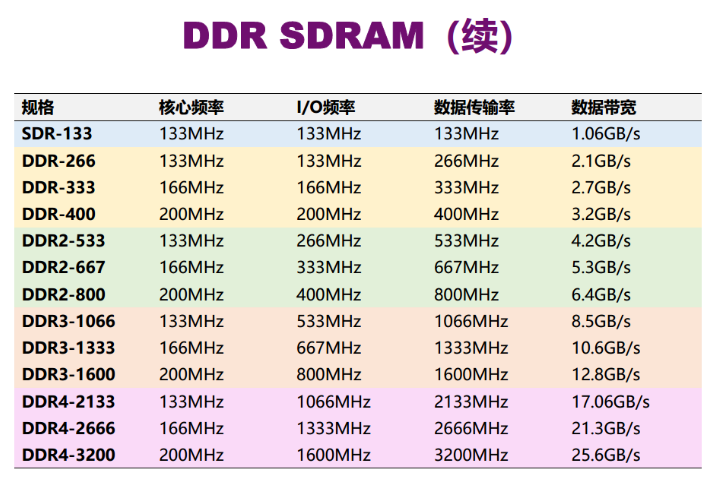 DDR SDRAM（续）
规格 核心频率 I/O频率 数据传输率 数据带宽
SDR-133 133MHz 133MHz 133MHz 1.06GB/s
DDR-266 133MHz 133MHz 266MHz 2.1GB/s
DDR-333 166MHz 166MHz 333MHz 2.7GB/s
DDR-400 200MHz 200MHz 400MHz 3.2GB/s
DDR2-533 133MHz 266MHz 533MHz 4.2GB/s
DDR2-667 166MHz 333MHz 667MHz 5.3GB/s
DDR2-800 200MHz 400MHz 800MHz 6.4GB/s
DDR3-1066 133MHz 533MHz 1066MHz 8.5GB/s
DDR3-1333 166MHz 667MHz 1333MHz 10.6GB/s
DDR3-1600 200MHz 800MHz 1600MHz 12.8GB/s
DDR4-2133 133MHz 1066MHz 2133MHz 17.06GB/s
DDR4-2666 166MHz 1333MHz 2666MHz 21.3GB/s
DDR4-3200 200MHz 1600MHz 3200MHz 25.6GB/s